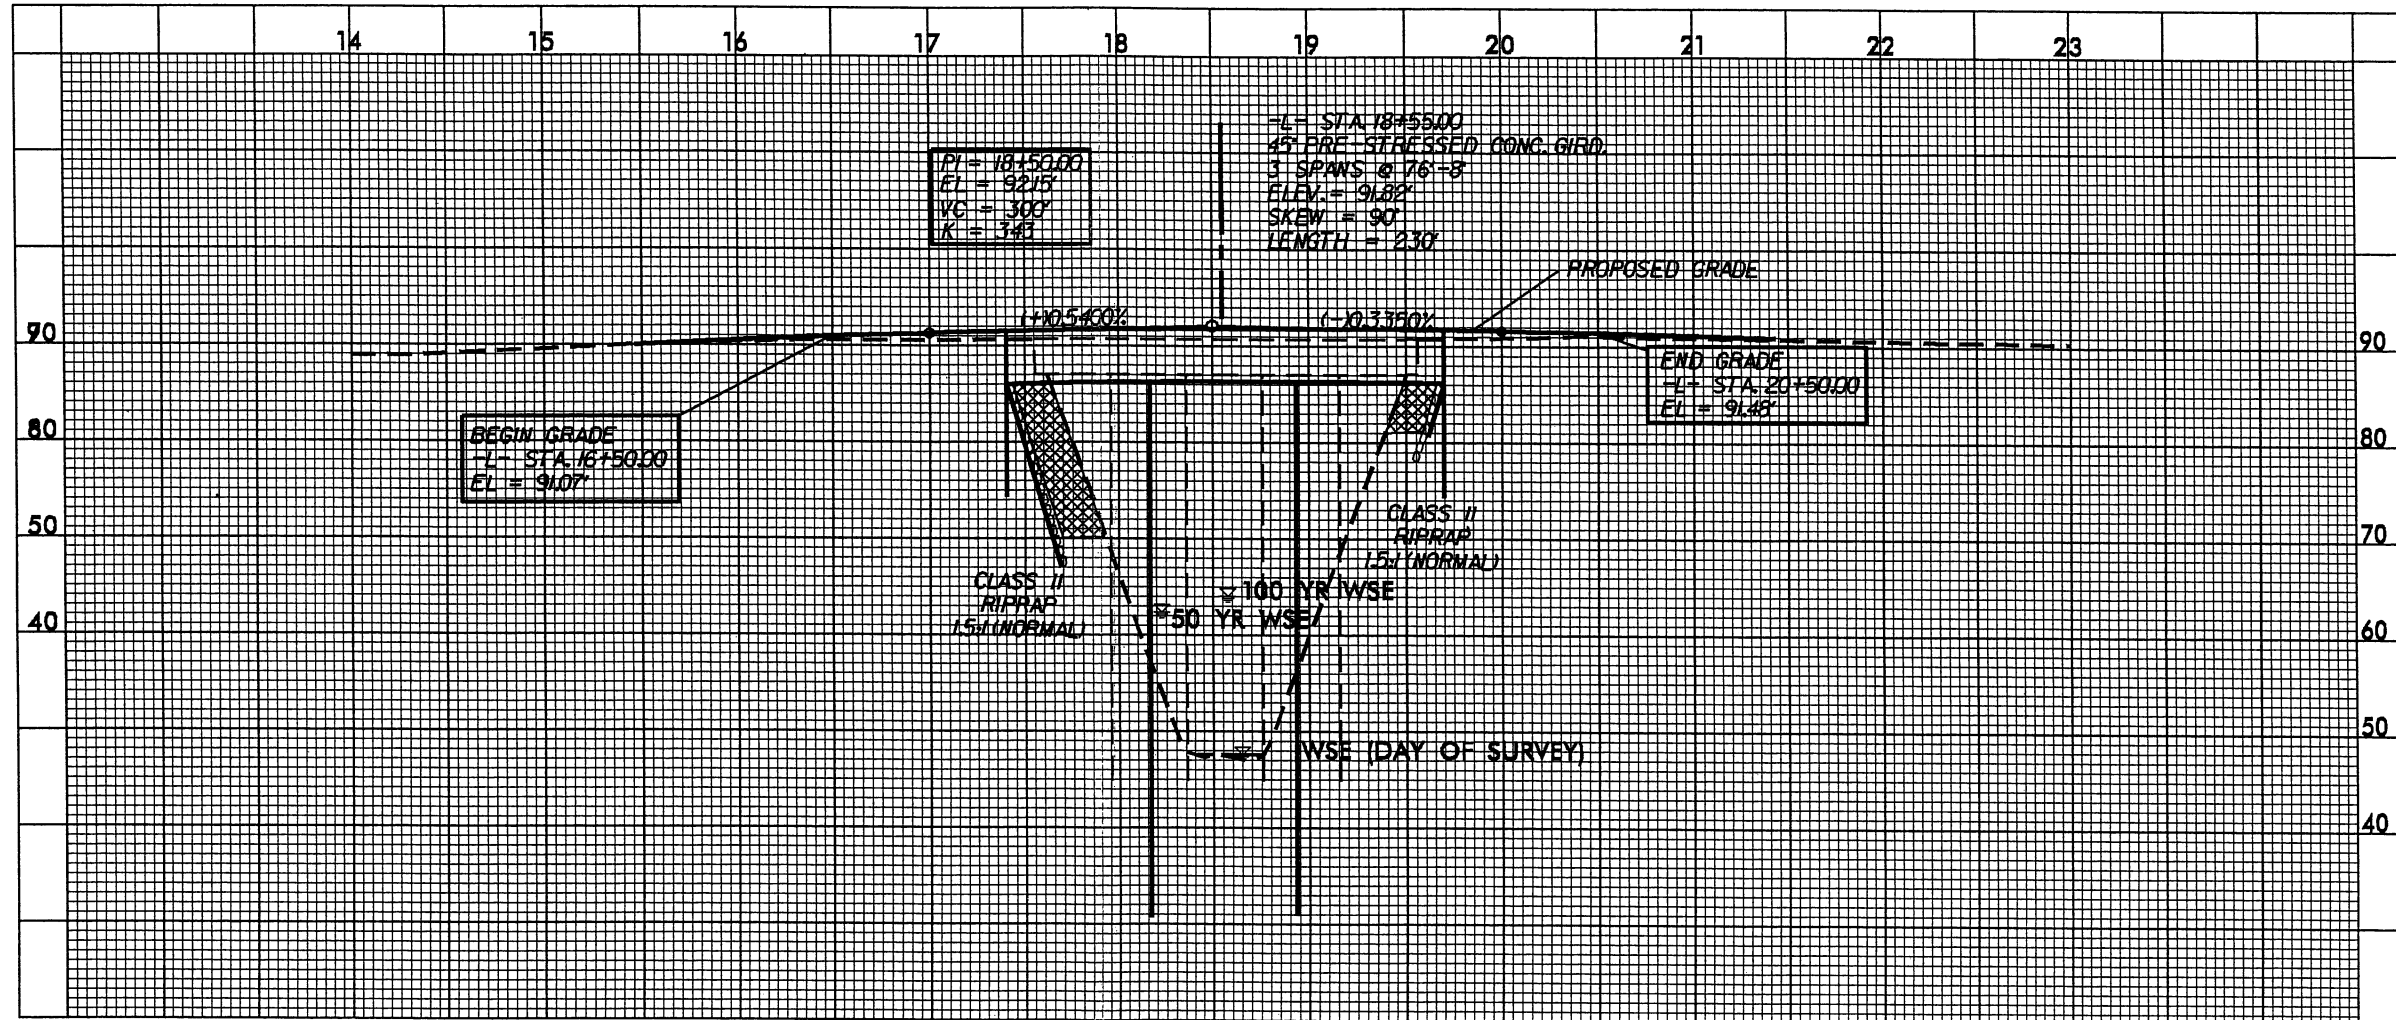 14 15 16 17 18 19 20 21 22 23
-L- STA. 18+55.00
45" PRE-STRESSED CONC. GIRD.
3 SPANS @ 76'-8"
ELEV. = 91.82'
SKEW = 90°
LENGTH = 230'
PI = 18+50.00
EL = 92.15'
VC = 300'
K = 343
PROPOSED GRADE
(+)0.5400%
(-)0.3350%
90
90
END GRADE
-L- STA. 20+50.00
EL = 91.48'
BEGIN GRADE
-L- STA. 16+50.00
EL = 91.07'
80
80
50
70
CLASS II
RIPRAP
1.5:1 (NORMAL)
CLASS II
RIPRAP
1.5:1 (NORMAL)
100 YR WSE
50 YR WSE
40
60
50
WSE (DAY OF SURVEY)
40